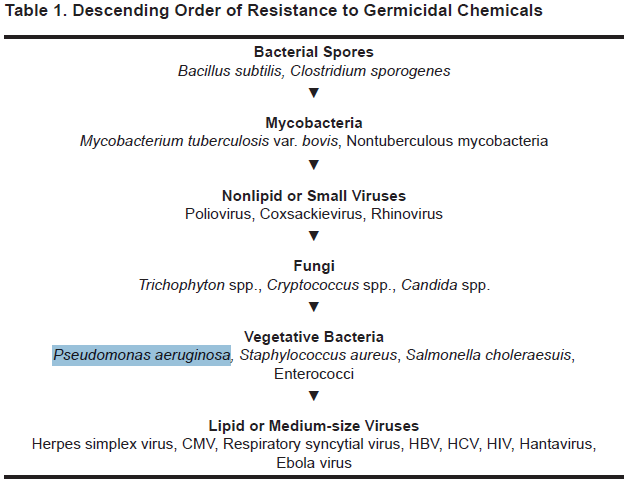 Table 1. Descending Order of Resistance to Germicidal Chemicals
Bacterial Spores
Bacillus subtilis, Clostridium sporogenes
▼
Mycobacteria
Mycobacterium tuberculosis var. bovis, Nontuberculous mycobacteria
▼
Nonlipid or Small Viruses
Poliovirus, Coxsackievirus, Rhinovirus
▼
Fungi
Trichophyton spp., Cryptococcus spp., Candida spp.
▼
Vegetative Bacteria
Pseudomonas aeruginosa, Staphylococcus aureus, Salmonella choleraesuis,
Enterococci
▼
Lipid or Medium-size Viruses
Herpes simplex virus, CMV, Respiratory syncytial virus, HBV, HCV, HIV, Hantavirus,
Ebola virus